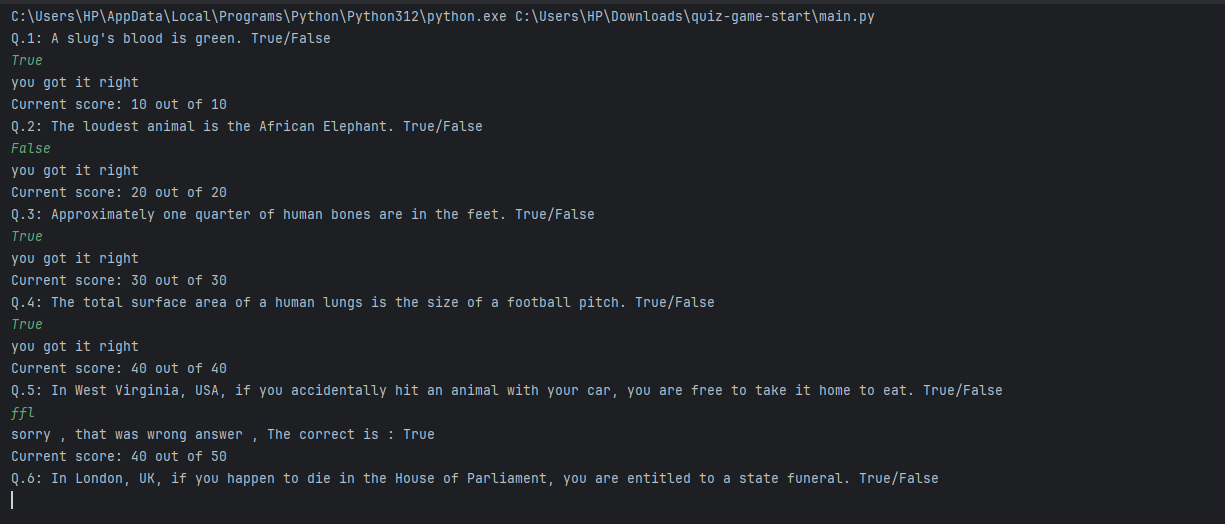 C:\Users\HP\AppData\Local\Programs\Python\Python312\python.exe C:\Users\HP\Downloads\quiz-game-start\main.py
Q.1: A slug's blood is green. True/False
True
you got it right
Current score: 10 out of 10
Q.2: The loudest animal is the African Elephant. True/False
False
you got it right
Current score: 20 out of 20
Q.3: Approximately one quarter of human bones are in the feet. True/False
True
you got it right
Current score: 30 out of 30
Q.4: The total surface area of a human lungs is the size of a football pitch. True/False
True
you got it right
Current score: 40 out of 40
Q.5: In West Virginia, USA, if you accidentally hit an animal with your car, you are free to take it home to eat. True/False
ffl
sorry , that was wrong answer , The correct is : True
Current score: 40 out of 50
Q.6: In London, UK, if you happen to die in the House of Parliament, you are entitled to a state funeral. True/False